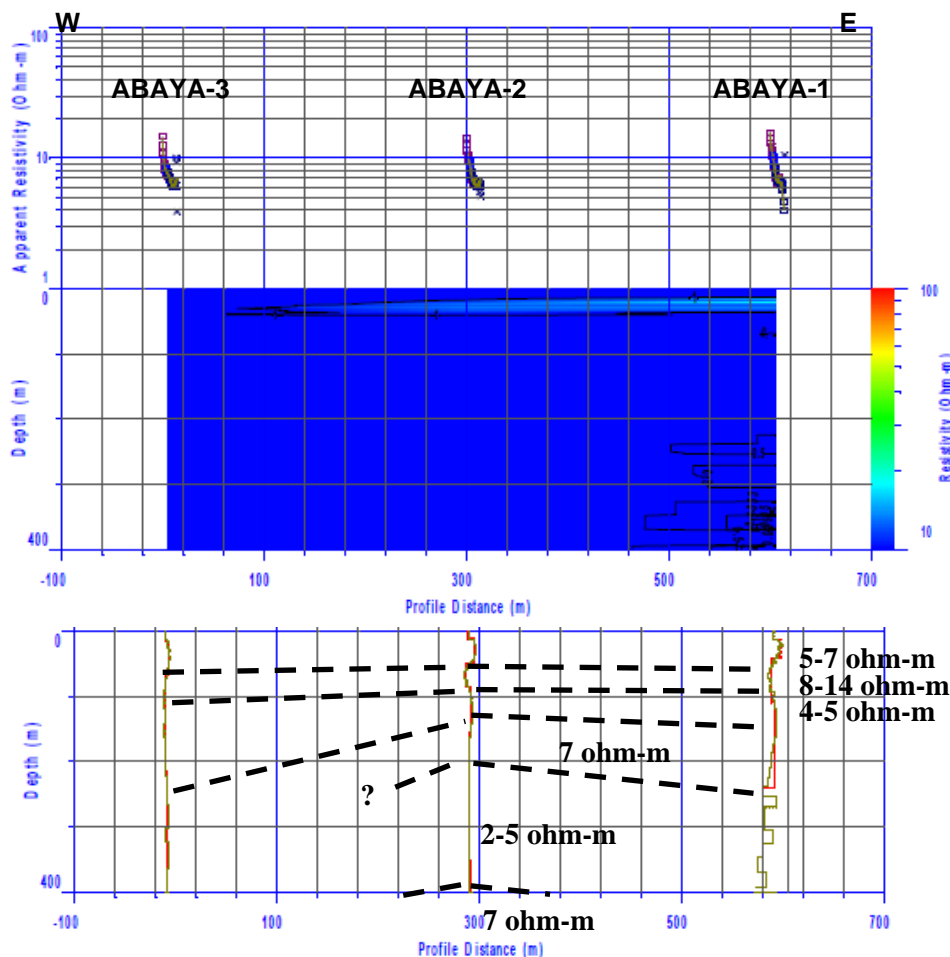 W E
100
ABAYA-3 ABAYA-2 ABAYA-1
10
1
Apparent Resistivity (Ohm-m)
0
400
Depth (m)
-100 100 300 500 700
Profile Distance (m)
100
10
Resistivity (Ohm-m)
0
400
Depth (m)
5-7 ohm-m
8-14 ohm-m
4-5 ohm-m
7 ohm-m
?
2-5 ohm-m
7 ohm-m
-100 100 300 500 700
Profile Distance (m)